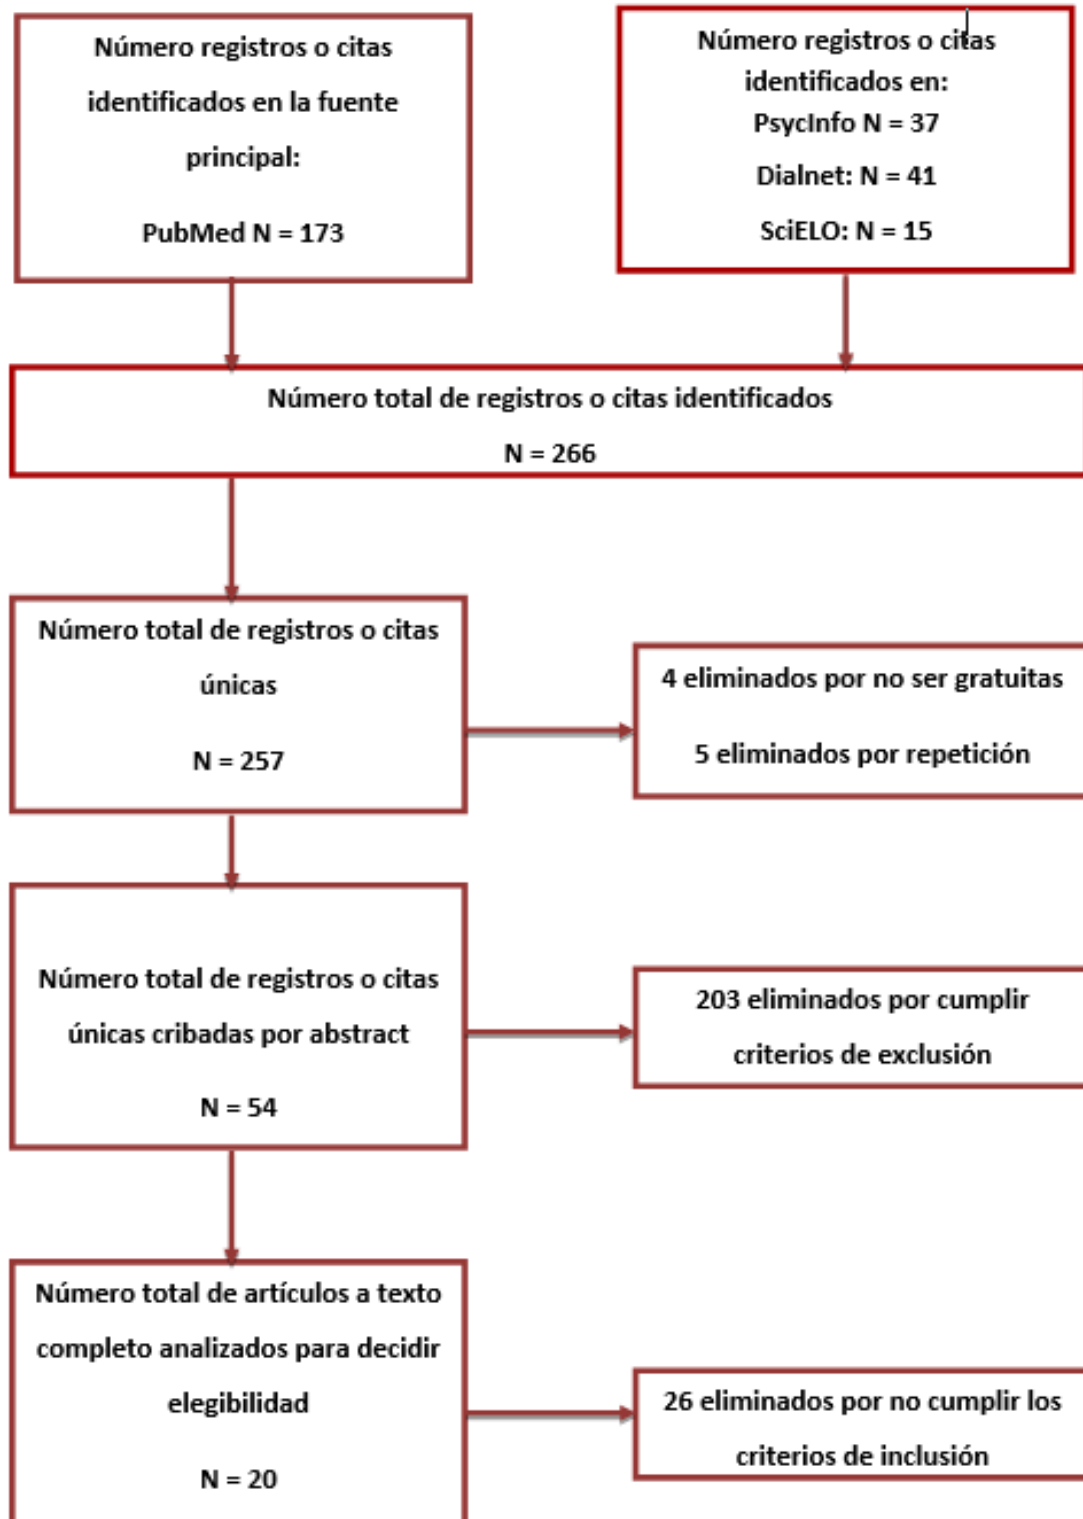 Número registros o citas
identificados en la fuente
principal:
PubMed N = 173
Número registros o citas
identificados en:
PsycInfo N = 37
Dialnet: N = 41
SciELO: N = 15
Número total de registros o citas identificados
N = 266
Número total de registros o citas
únicas
N = 257
4 eliminados por no ser gratuitas
5 eliminados por repetición
Número total de registros o citas
únicas cribadas por abstract
N = 54
203 eliminados por cumplir
criterios de exclusión
Número total de artículos a texto
completo analizados para decidir
elegibilidad
N = 20
26 eliminados por no cumplir los
criterios de inclusión